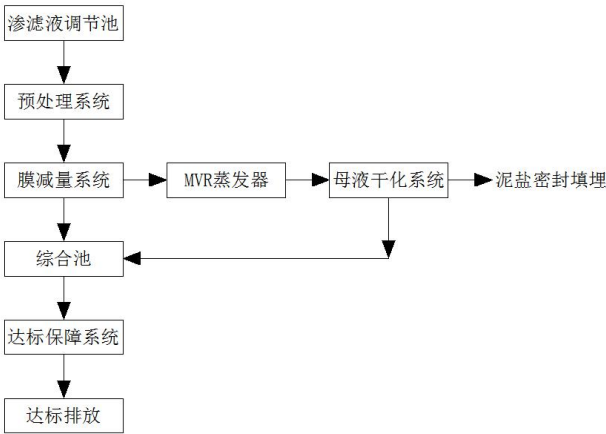 渗滤液调节池
预处理系统
膜减量系统
MVR蒸发器
母液干化系统
泥盐密封填埋
综合池
达标保障系统
达标排放